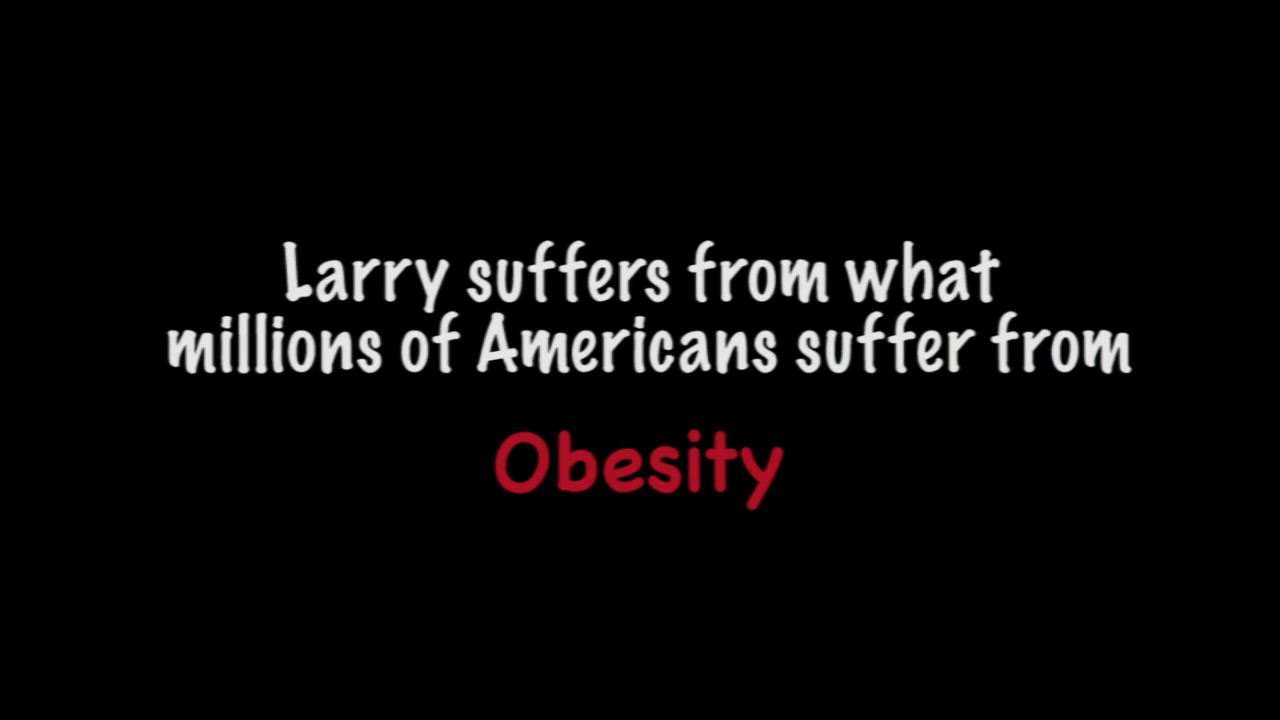 Larry suffers from what
millions of Americans suffer from
Obesity